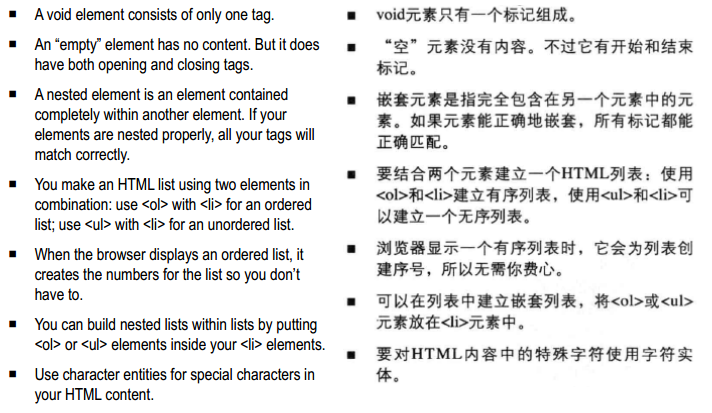 ■ A void element consists of only one tag.
■ An “empty” element has no content. But it does
have both opening and closing tags.
■ A nested element is an element contained
completely within another element. If your
elements are nested properly, all your tags will
match correctly.
■ You make an HTML list using two elements in
combination: use <ol> with <li> for an ordered
list; use <ul> with <li> for an unordered list.
■ When the browser displays an ordered list, it
creates the numbers for the list so you don’t
have to.
■ You can build nested lists within lists by putting
<ol> or <ul> elements inside your <li> elements.
■ Use character entities for special characters in
your HTML content.
■ void元素只有一个标记组成。
■ “空”元素没有内容。不过它有开始和结束
标记。
■ 嵌套元素是指完全包含在另一个元素中的元
素。如果元素能正确地嵌套，所有标记都能
正确匹配。
■ 要结合两个元素建立一个HTML列表：使用
<ol>和<li>建立有序列表，使用<ul>和<li>可
以建立一个无序列表。
■ 浏览器显示一个有序列表时，它会为列表创
建序号，所以无需你费心。
■ 可以在列表中建立嵌套列表，将<ol>或<ul>
元素放在<li>元素中。
■ 要对HTML内容中的特殊字符使用字符实
体。